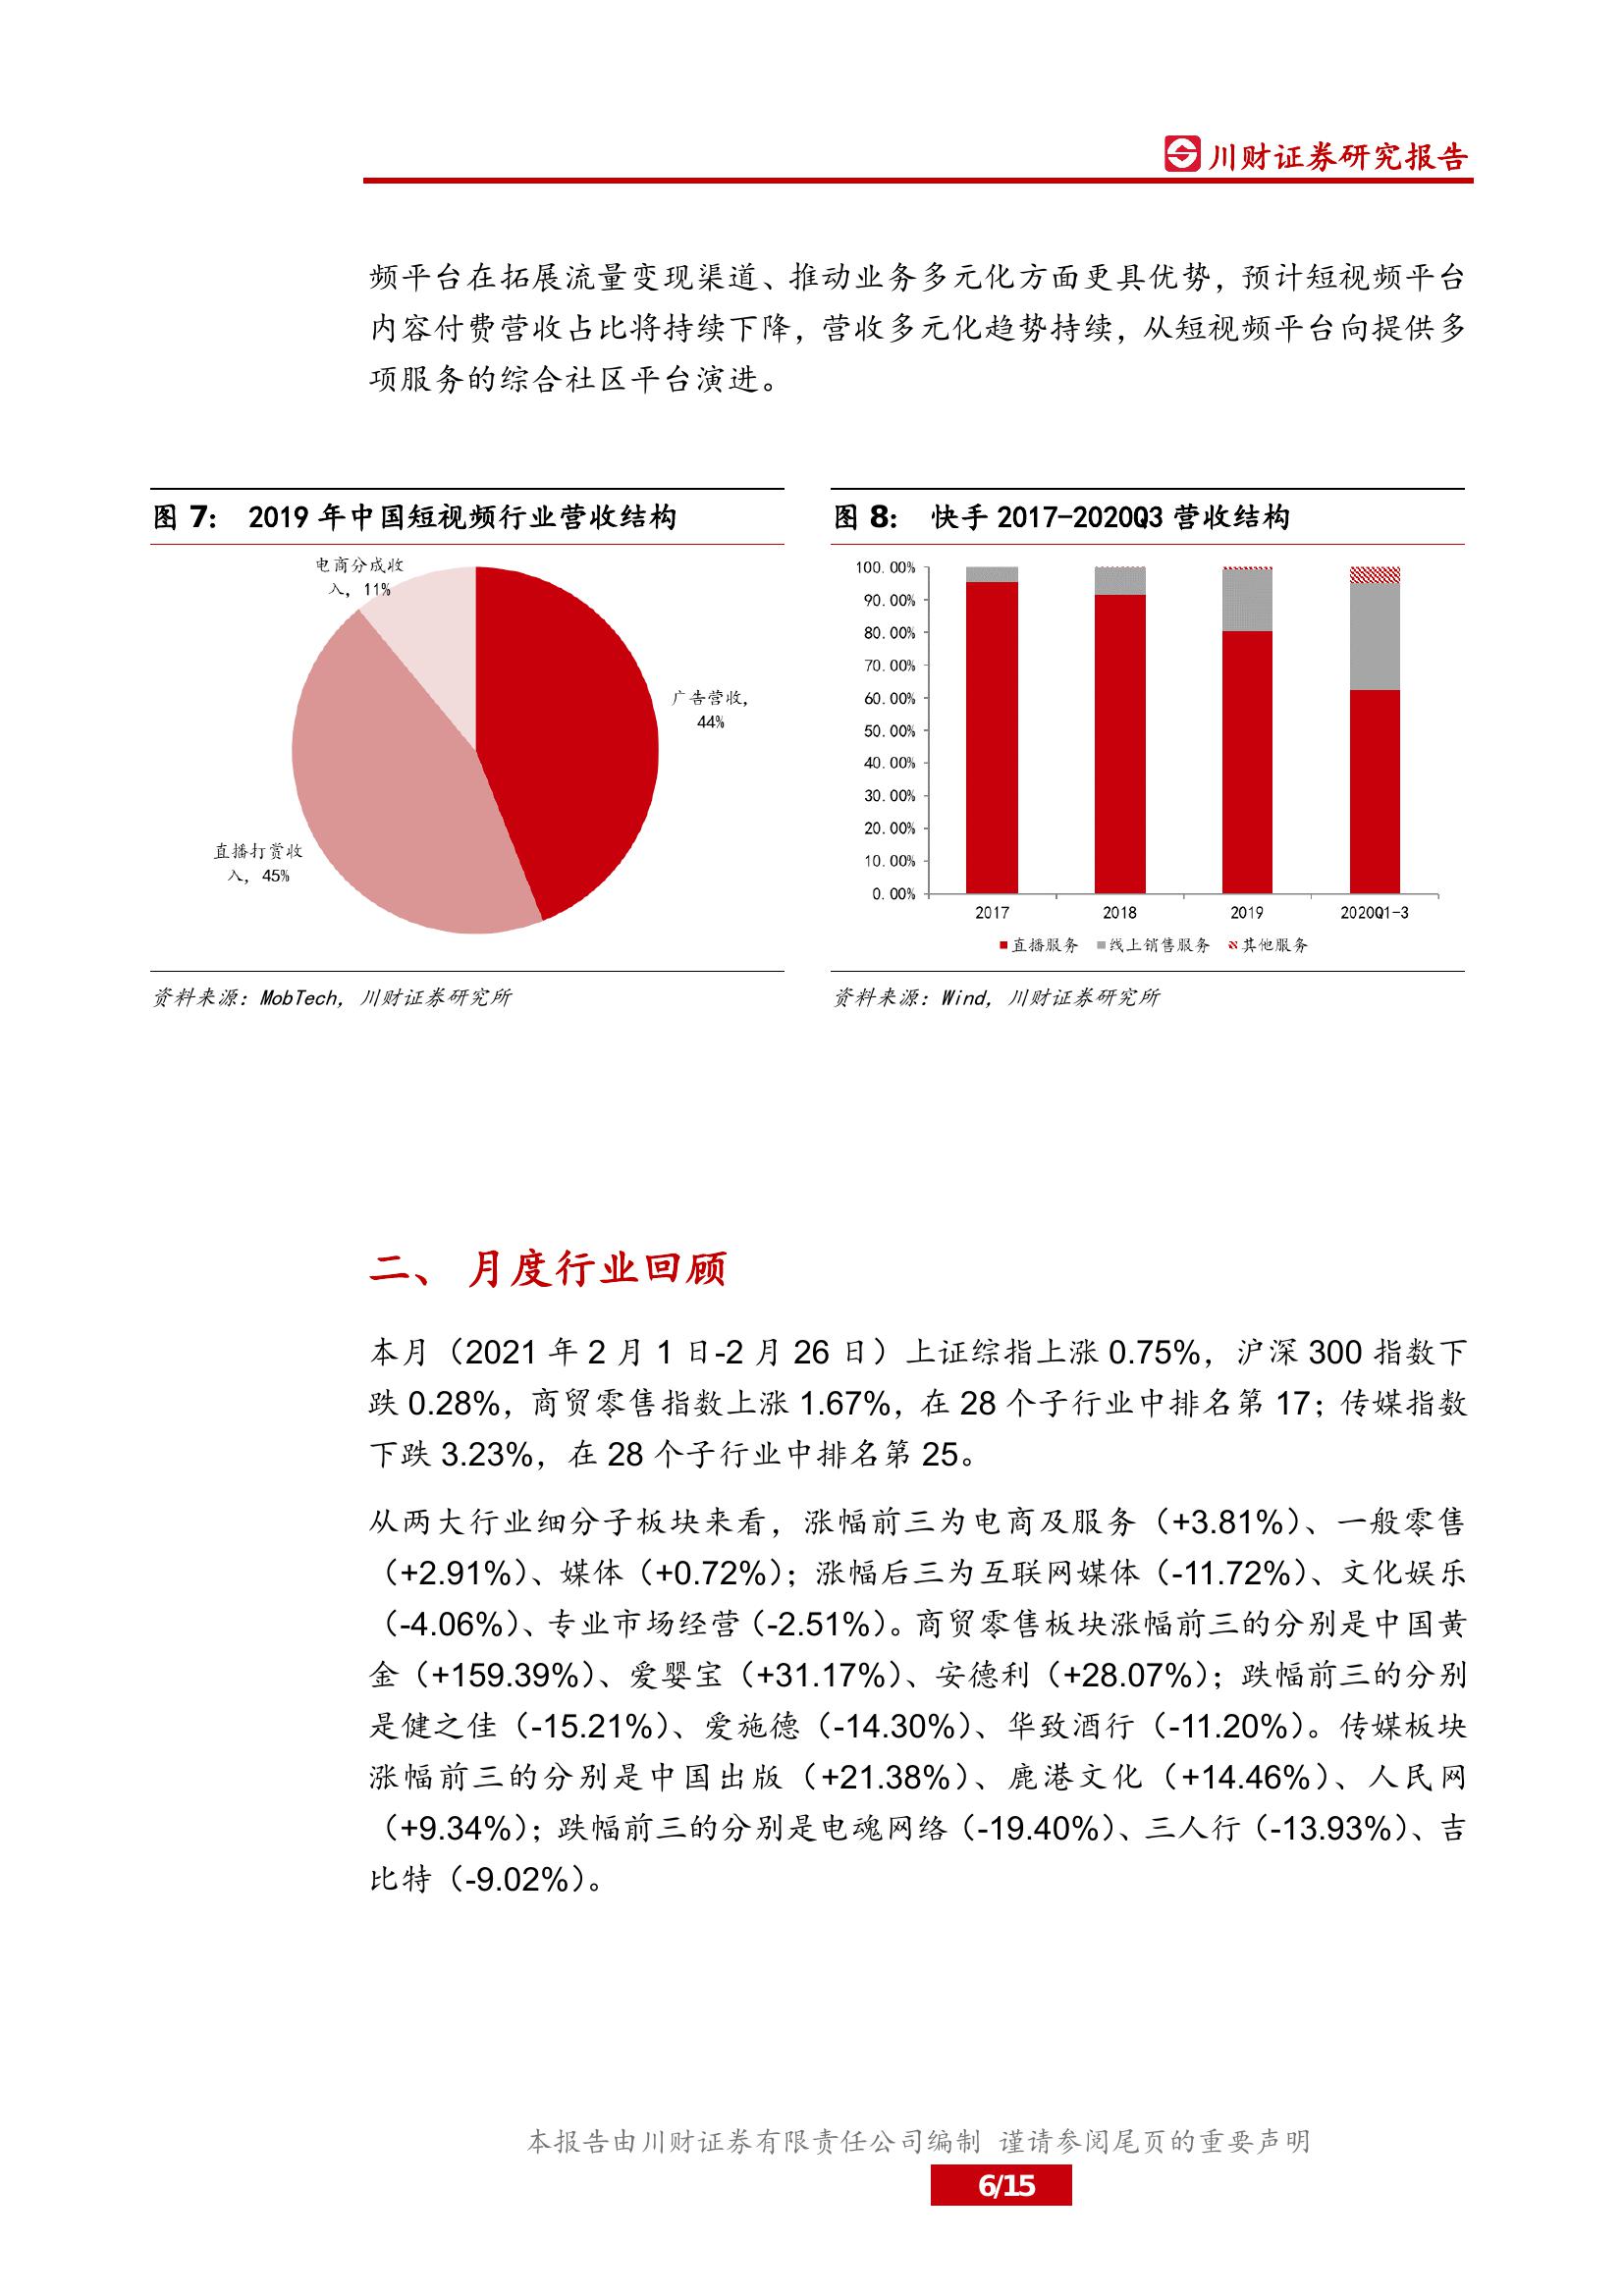 川财证券研究报告
频平台在拓展流量变现渠道、推动业务多元化方面更具优势，预计短视频平台
内容付费营收占比将持续下降，营收多元化趋势持续，从短视频平台向提供多
项服务的综合社区平台演进。
图 7： 2019 年中国短视频行业营收结构
电商分成收
入，11%
广告营收，
44%
直播打赏收
入，45%
资料来源：MobTech，川财证券研究所
图 8： 快手 2017-2020Q3 营收结构
100.00%
90.00%
80.00%
70.00%
60.00%
50.00%
40.00%
30.00%
20.00%
10.00%
0.00%
2017 2018 2019 2020Q1-3
直播服务 线上销售服务 其他服务
资料来源：Wind，川财证券研究所
二、 月度行业回顾
本月（2021 年 2 月 1 日-2 月 26 日）上证综指上涨 0.75%，沪深 300 指数下
跌 0.28%，商贸零售指数上涨 1.67%，在 28 个子行业中排名第 17；传媒指数
下跌 3.23%，在 28 个子行业中排名第 25。
从两大行业细分子板块来看，涨幅前三为电商及服务（+3.81%）、一般零售
（+2.91%）、媒体（+0.72%）；涨幅后三为互联网媒体（-11.72%）、文化娱乐
（-4.06%）、专业市场经营（-2.51%）。商贸零售板块涨幅前三的分别是中国黄
金（+159.39%）、爱婴宝（+31.17%）、安德利（+28.07%）；跌幅前三的分别
是健之佳（-15.21%）、爱施德（-14.30%）、华致酒行（-11.20%）。传媒板块
涨幅前三的分别是中国出版（+21.38%）、鹿港文化（+14.46%）、人民网
（+9.34%）；跌幅前三的分别是电魂网络（-19.40%）、三人行（-13.93%）、吉
比特（-9.02%）。
本报告由川财证券有限责任公司编制 谨请参阅尾页的重要声明
6/15